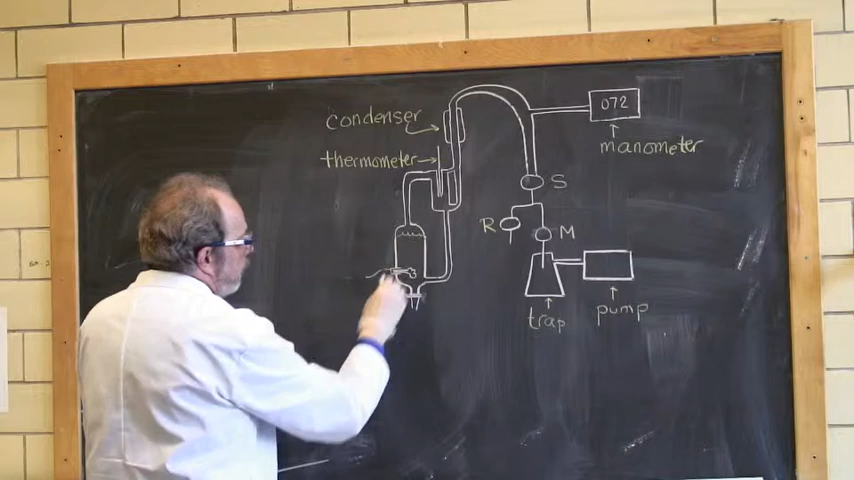 condenser
072
thermometer
manometer
S
R
M
trap
pump